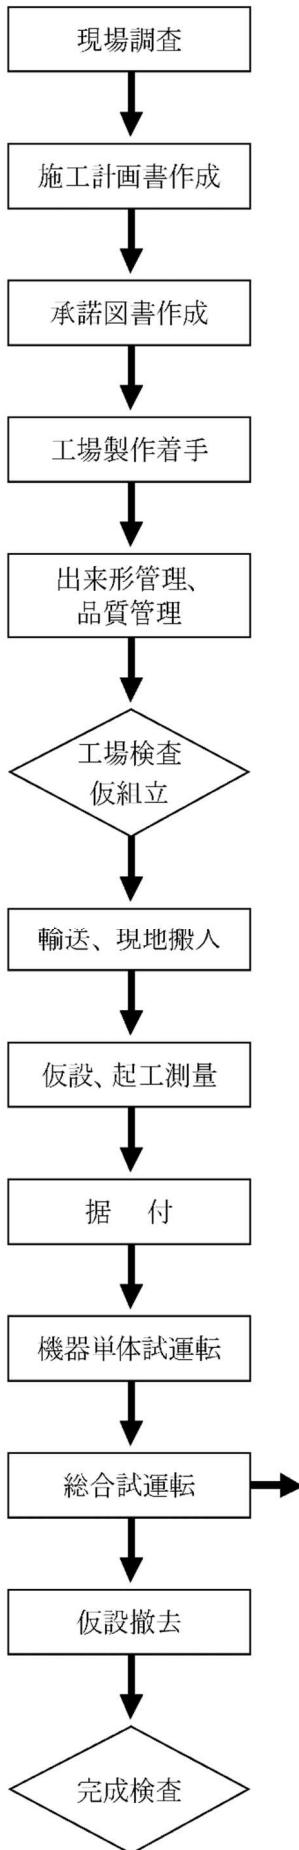 現場調査
施工計画書作成
承諾図書作成
工場製作着手
出来形管理、
品質管理
工場検査
仮組立
輸送、現地搬入
仮設、起工測量
据　付
機器単体試運転
総合試運転
仮設撤去
完成検査